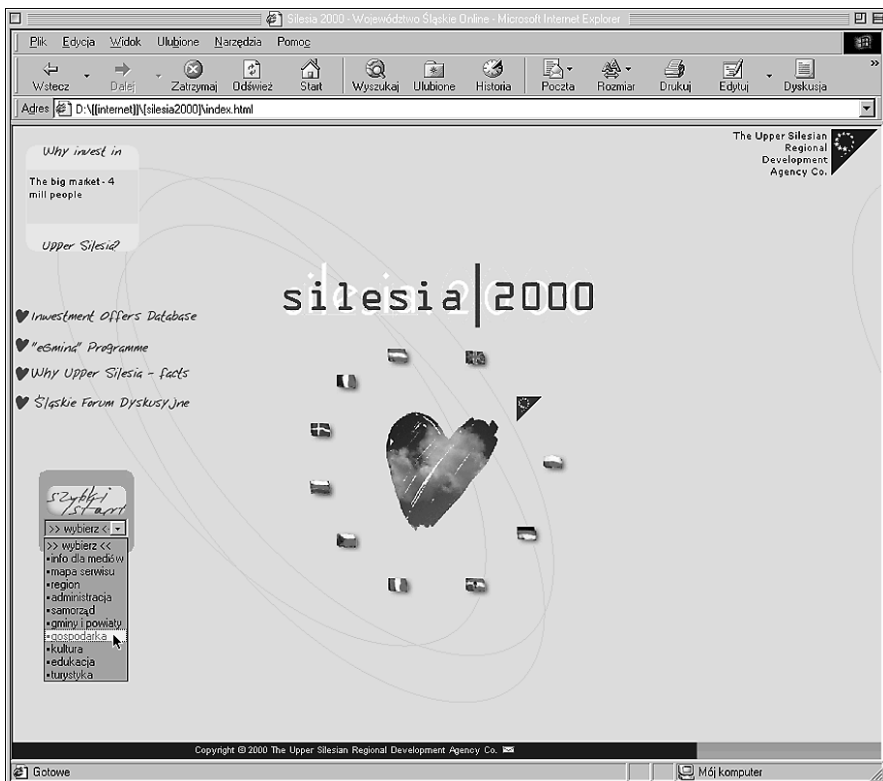 Silesia 2000 - Województwo Śląskie Online - Microsoft Internet Explorer
Plik Edycja Widok Ulubione Narzędzia Pomoc
Wstecz Dalej Zatrzymaj Odśwież Start Wyszukaj Ulubione Historia Poczta Rozmiar Drukuj Edytuj Dyskusja
Adres D:\[[internet]]\[silesia2000]\index.html
The Upper Silesian
Regional
Development
Agency Co.
Why invest in
The big market - 4
mill people
Upper Silesia?
silesia|2000
Investment Offers Database
"eGmina" Programme
Why Upper Silesia - facts
Śląskie Forum Dyskusyjne
szybki
start
>> wybierz <
>> wybierz <<
•info dla mediów
•mapa serwisu
•region
•administracja
•samorząd
•gminy i powiaty
•gospodarka
•kultura
•edukacja
•turystyka
Copyright © 2000 The Upper Silesian Regional Development Agency Co.
Gotowe
Mój komputer